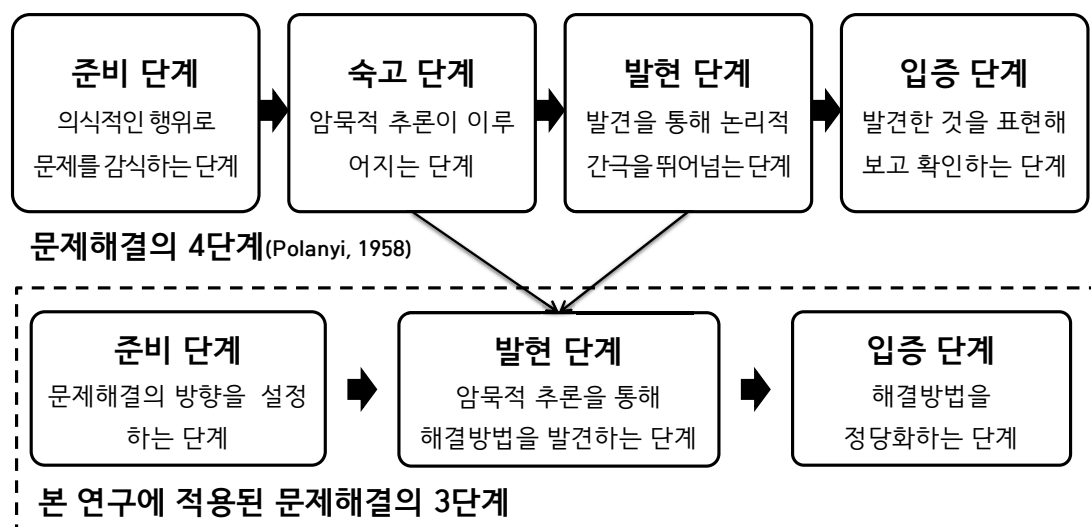 준비 단계
의식적인 행위로
문제를 감식하는 단계
숙고 단계
암묵적 추론이 이루
어지는 단계
발현 단계
발견을 통해 논리적
간극을 뛰어넘는 단계
입증 단계
발견한 것을 표현해
보고 확인하는 단계
문제해결의 4단계(Polanyi, 1958)
준비 단계
문제해결의 방향을 설정
하는 단계
발현 단계
암묵적 추론을 통해
해결방법을 발견하는 단계
입증 단계
해결방법을
정당화하는 단계
본 연구에 적용된 문제해결의 3단계